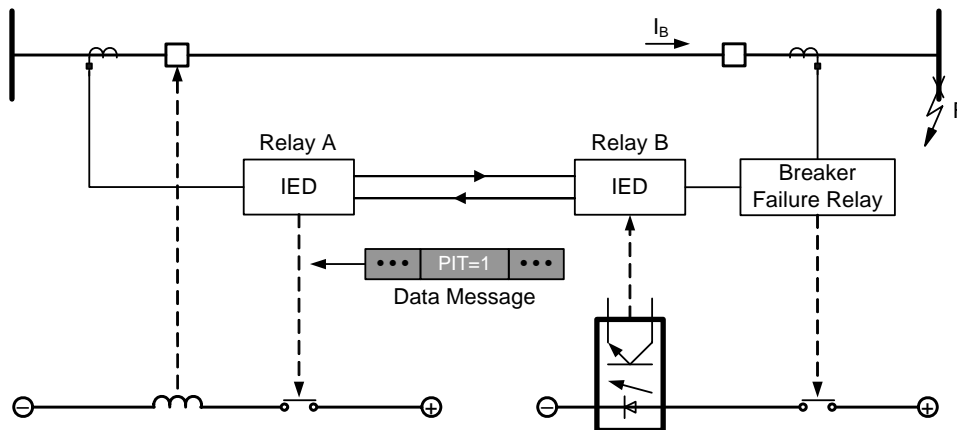 I_B
F
Relay A
Relay B
IED
IED
Breaker
Failure Relay
••• PIT=1 •••
Data Message
− + − +